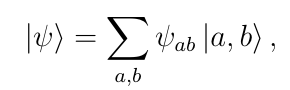 |ψ⟩ = ∑_{a,b} ψ_{ab} |a, b⟩ ,